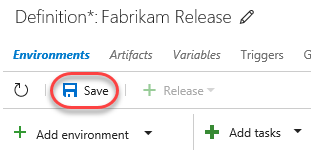 Definition*: Fabrikam Release
Environments Artifacts Variables Triggers G
Save Release
Add environment Add tasks